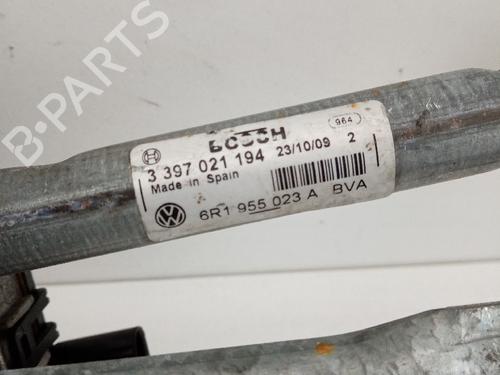 BOSCH
964
3 397 021 194 23/10/09 2
Made in Spain
6R1 955 023 A BVA
B-PARTS